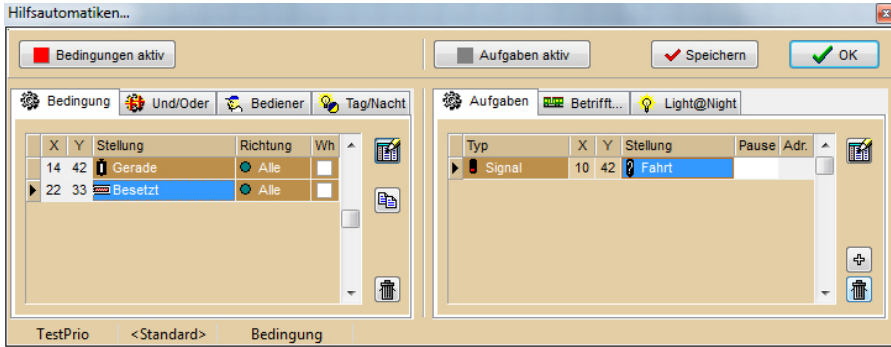 Hilfsautomatiken...
Bedingungen aktiv Aufgaben aktiv Speichern OK
Bedingung Und/Oder Bediener Tag/Nacht Aufgaben Betrifft... Light@Night
X Y Stellung Richtung Wh Typ X Y Stellung Pause Adr.
14 42 Gerade Alle Signal 10 42 Fahrt
22 33 Besetzt Alle
TestPrio <Standard> Bedingung